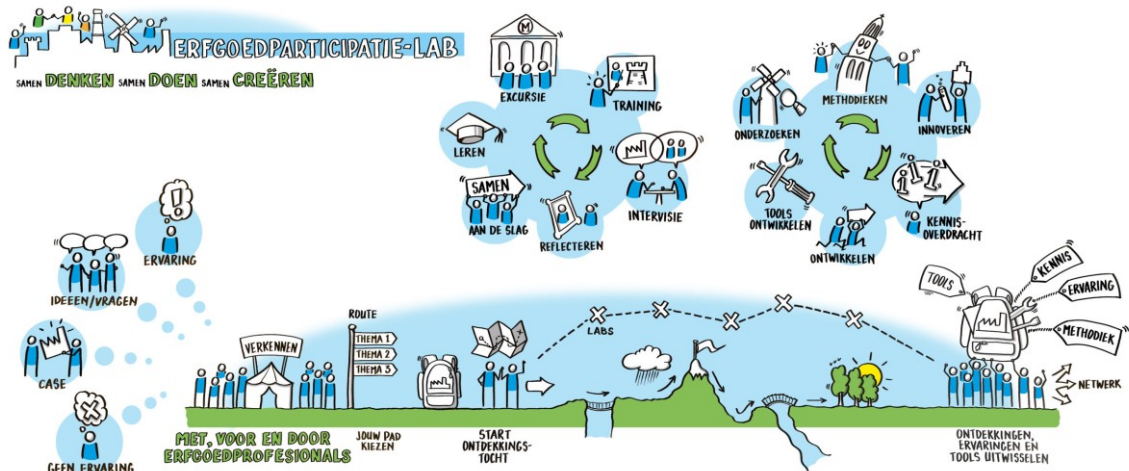 ERFGOEDPARTICIPATIE-LAB
SAMEN DENKEN SAMEN DOEN SAMEN CREËREN
M
EXCURSIE
TRAINING
LEREN
SAMEN
AAN DE SLAG
REFLECTEREN
INTERVISIE
METHODIEKEN
ONDERZOEKEN
INNOVEREN
TOOLS
ONTWIKKELEN
ONTWIKKELEN
KENNIS-
OVERDRACHT
ERVARING
IDEEEN/VRAGEN
CASE
GEEN ERVARING
VERKENNEN
MET, VOOR EN DOOR
ERFGOEDPROFESIONALS
ROUTE
THEMA 1
THEMA 2
THEMA 3
JOUW PAD
KIEZEN
START
ONTDEKKINGS-
TOCHT
LABS
TOOLS
KENNIS
ERVARING
METHODIEK
NETWERK
ONTDEKKINGEN,
ERVARINGEN EN
TOOLS UITWISSELEN